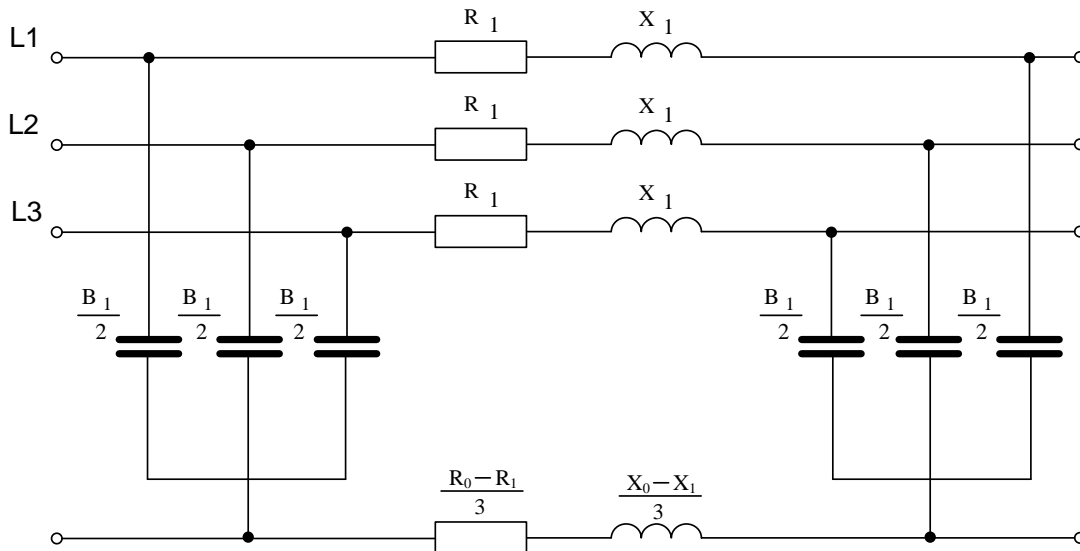 R 1 X 1
L1
R 1 X 1
L2
R 1 X 1
L3
B 1 B 1 B 1 B 1 B 1 B 1
2 2 2 2 2 2
R0−R1 X0−X1
3 3